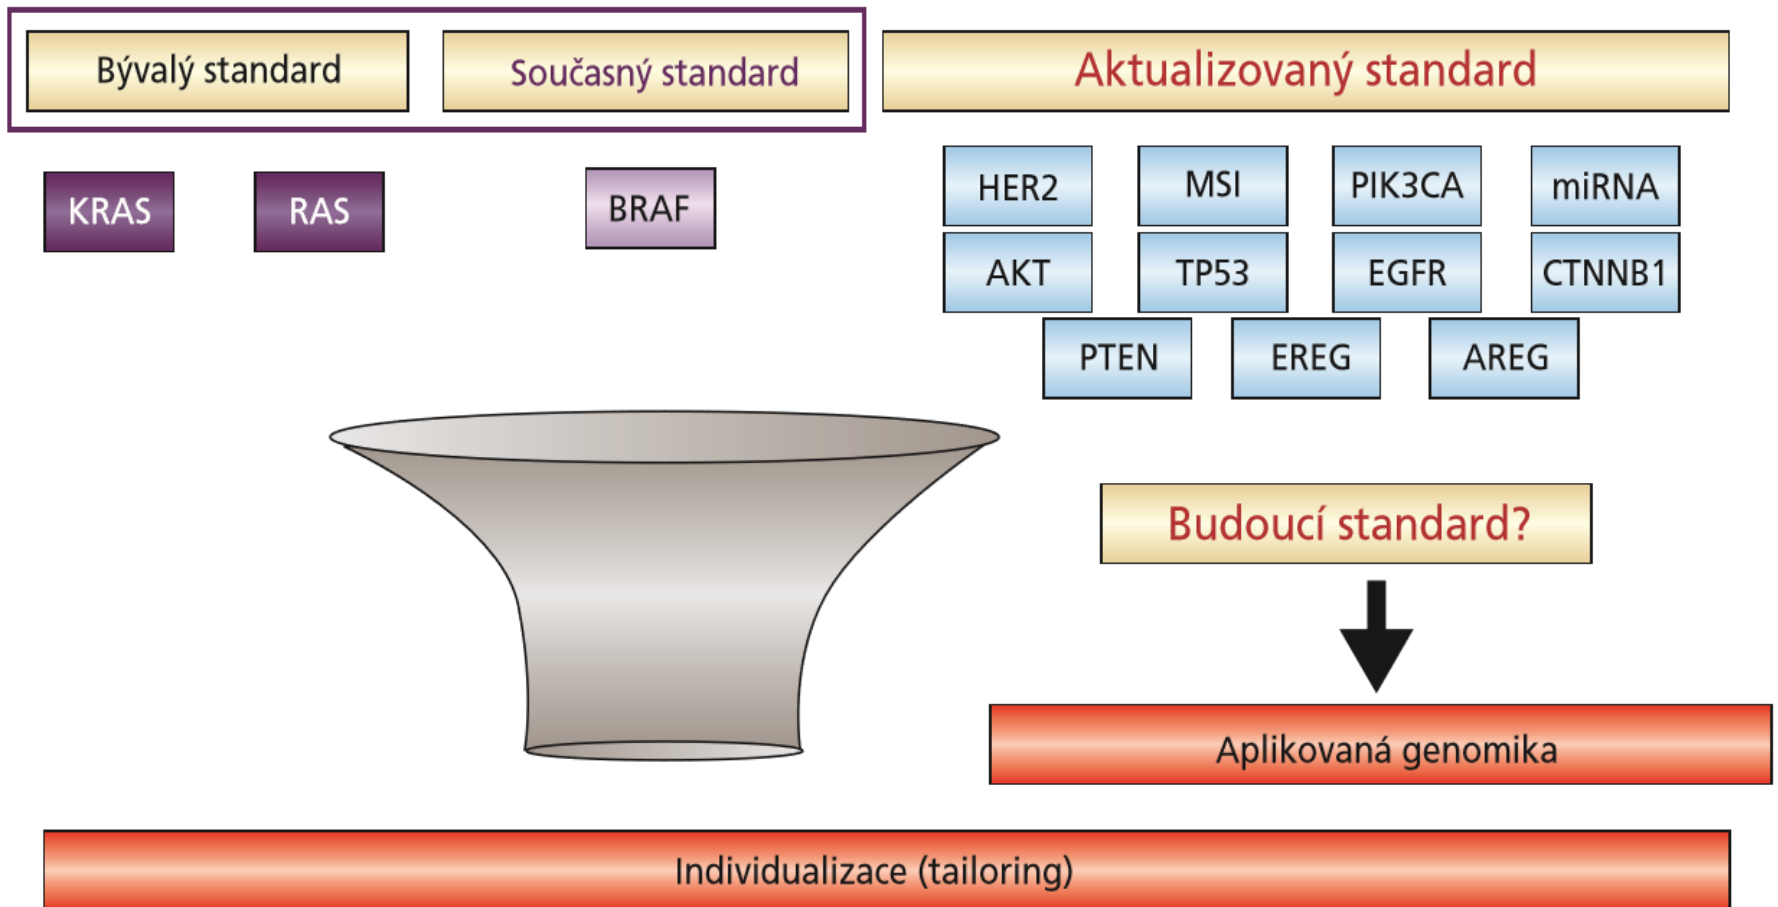 Bývalý standard
Současný standard
Aktualizovaný standard
KRAS
RAS
BRAF
HER2
MSI
PIK3CA
miRNA
AKT
TP53
EGFR
CTNNB1
PTEN
EREG
AREG
Budoucí standard?
Aplikovaná genomika
Individualizace (tailoring)